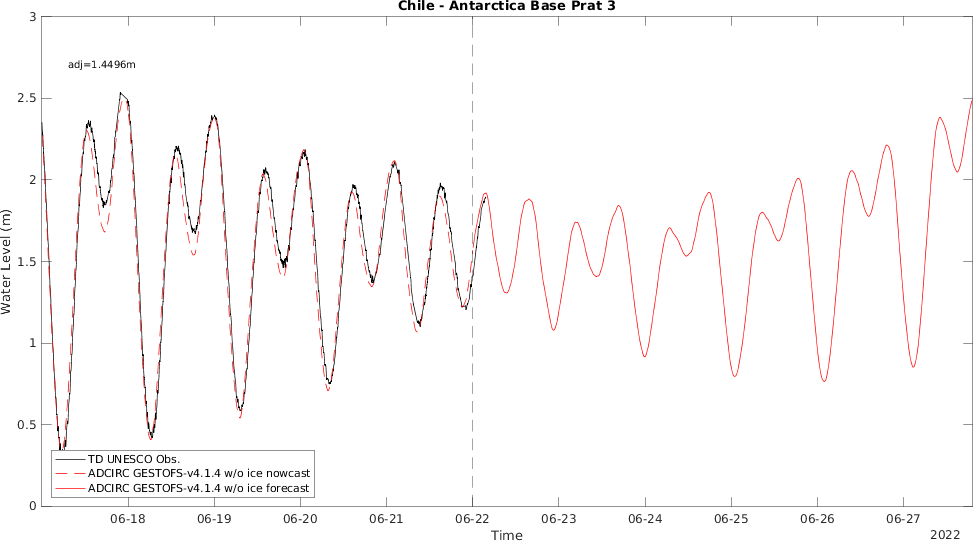 Chile - Antarctica Base Prat 3
adj=1.4496m
3
2.5
2
1.5
1
0.5
0
Water Level (m)
TD UNESCO Obs.
ADCIRC GESTOFS-v4.1.4 w/o ice nowcast
ADCIRC GESTOFS-v4.1.4 w/o ice forecast
06-18 06-19 06-20 06-21 06-22 06-23 06-24 06-25 06-26 06-27
Time
2022